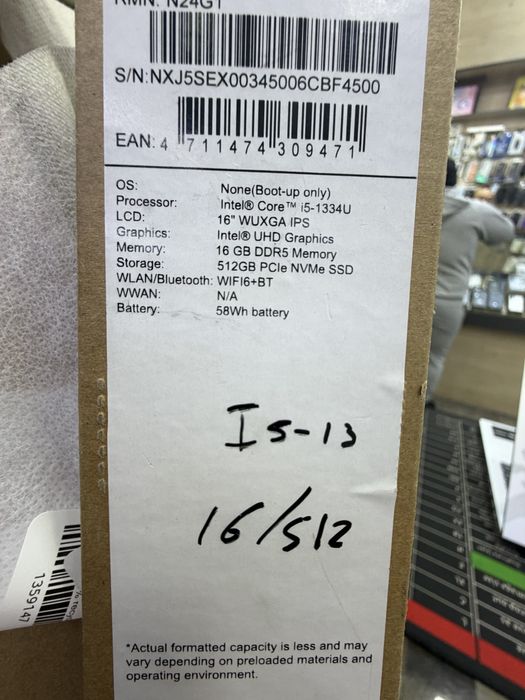 RMN: N24G1
S/N:NXJ5SEX00345006CBF4500
EAN: 4 711474 309471
OS: None(Boot-up only)
Processor: Intel® Core™ i5-1334U
LCD: 16" WUXGA IPS
Graphics: Intel® UHD Graphics
Memory: 16 GB DDR5 Memory
Storage: 512GB PCIe NVMe SSD
WLAN/Bluetooth: WIFI6+BT
WWAN: N/A
Battery: 58Wh battery
I5-13
16/512
1359147
*Actual formatted capacity is less and may
vary depending on preloaded materials and
operating environment.